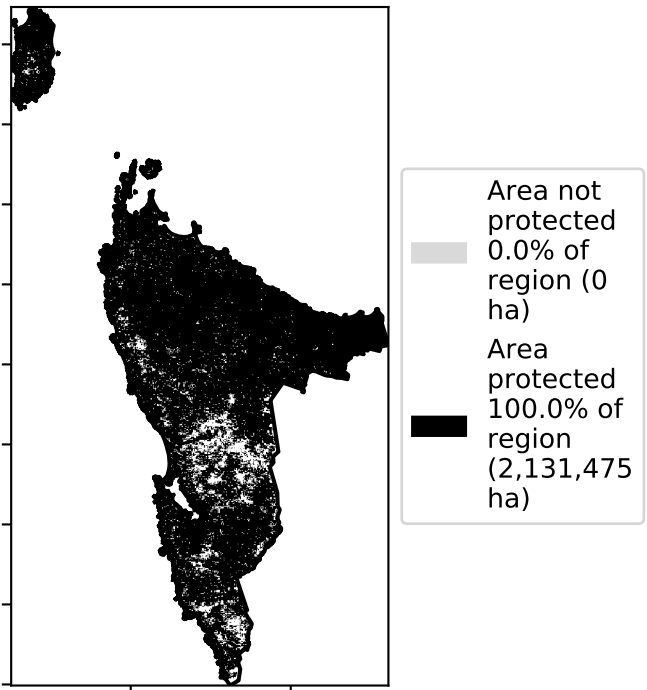 Area not
protected
0.0% of
region (0
ha)
Area
protected
100.0% of
region
(2,131,475
ha)